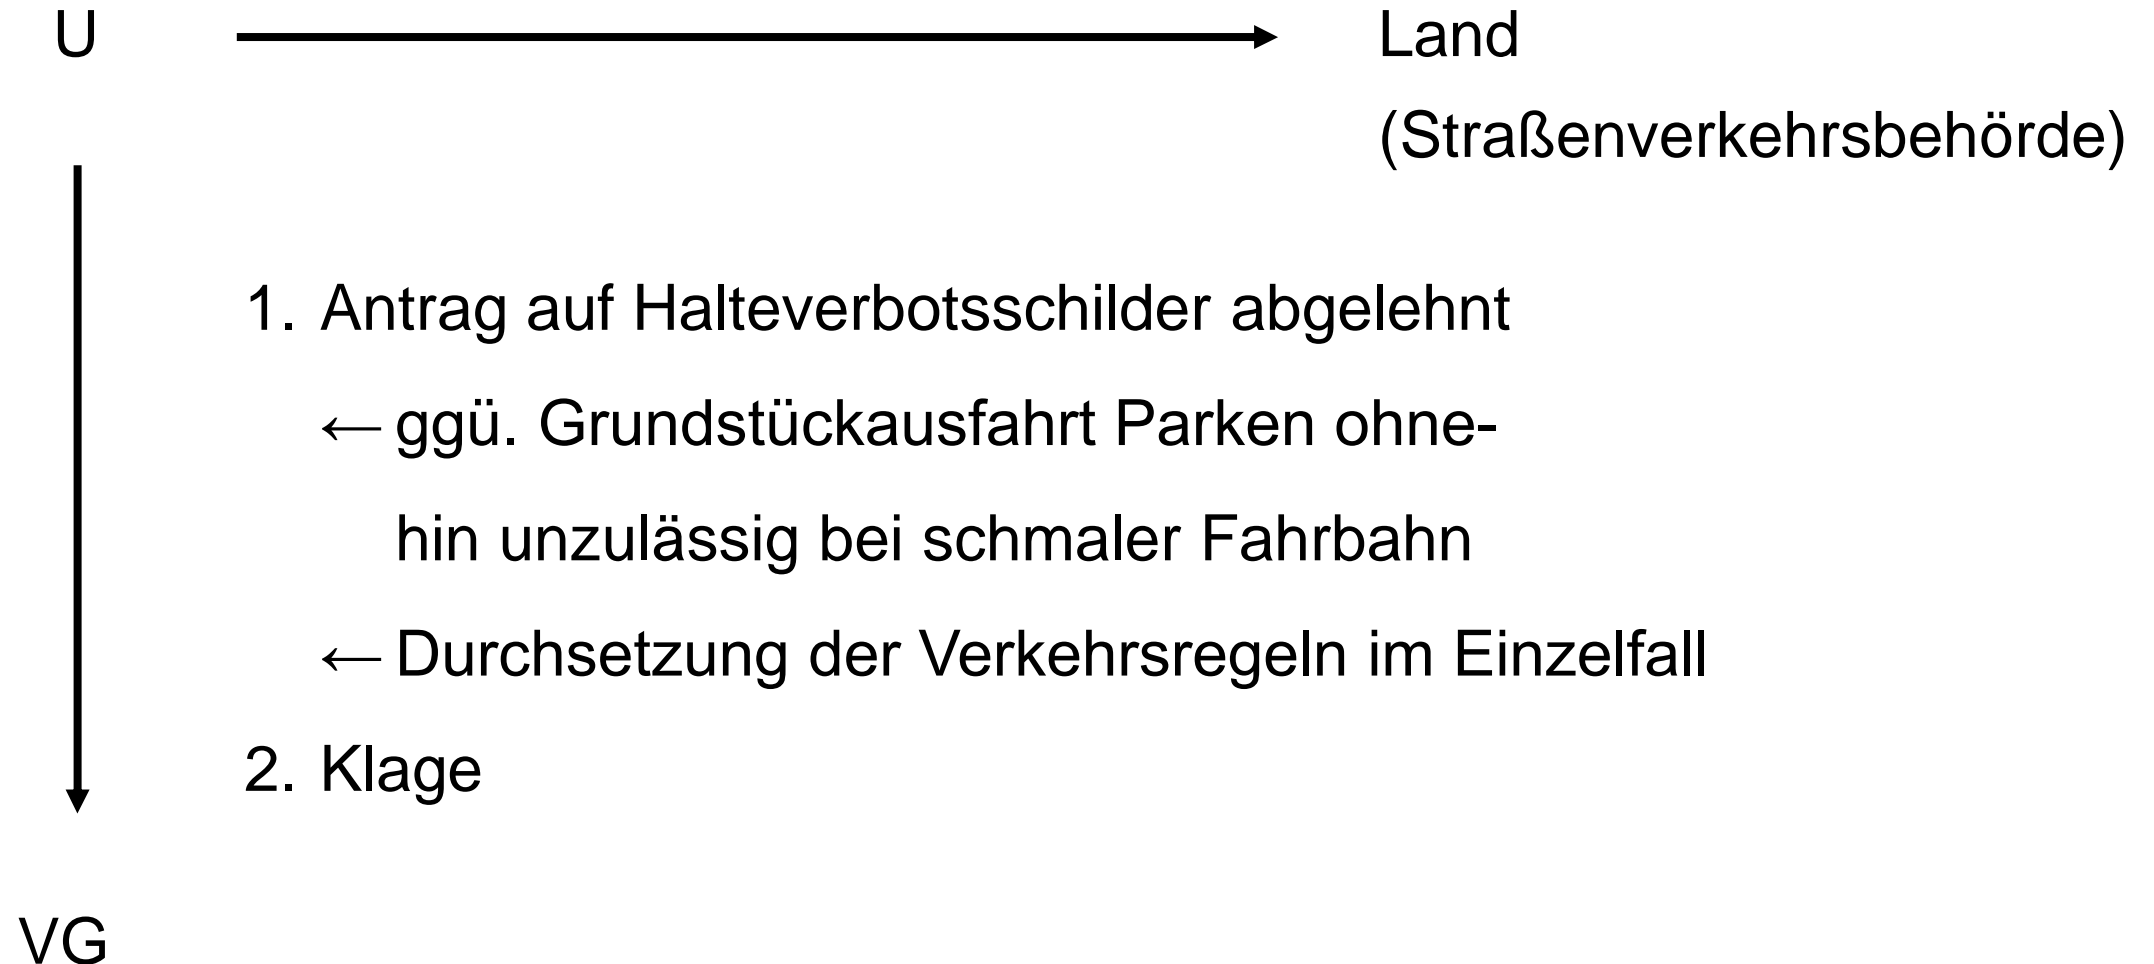 U
Land
(Straßenverkehrsbehörde)
1. Antrag auf Halteverbotsschilder abgelehnt
← ggü. Grundstückausfahrt Parken ohne-
hin unzulässig bei schmaler Fahrbahn
← Durchsetzung der Verkehrsregeln im Einzelfall
2. Klage
VG